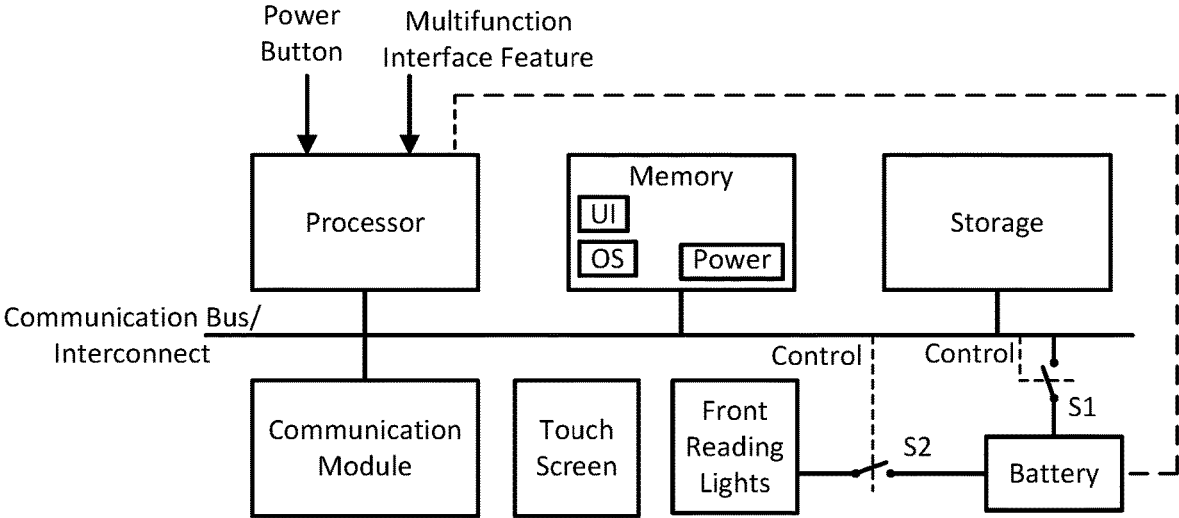 Power
Button
Multifunction
Interface Feature
Processor
Memory
UI
OS
Power
Storage
Communication Bus/
Interconnect
Control
Control
S1
Communication
Module
Touch
Screen
Front
Reading
Lights
S2
Battery